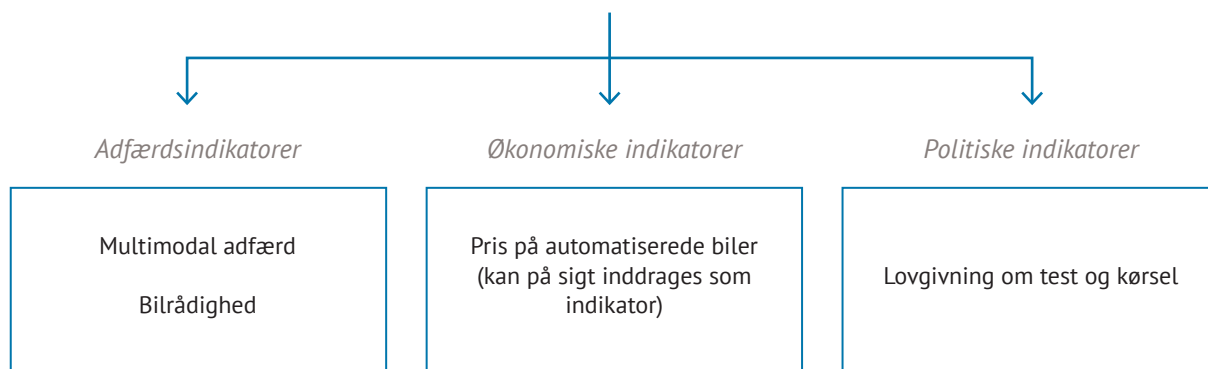 Adfærdsindikatorer
Økonomiske indikatorer
Politiske indikatorer
Multimodal adfærd
Bilrådighed
Pris på automatiserede biler
(kan på sigt inddrages som
indikator)
Lovgivning om test og kørsel